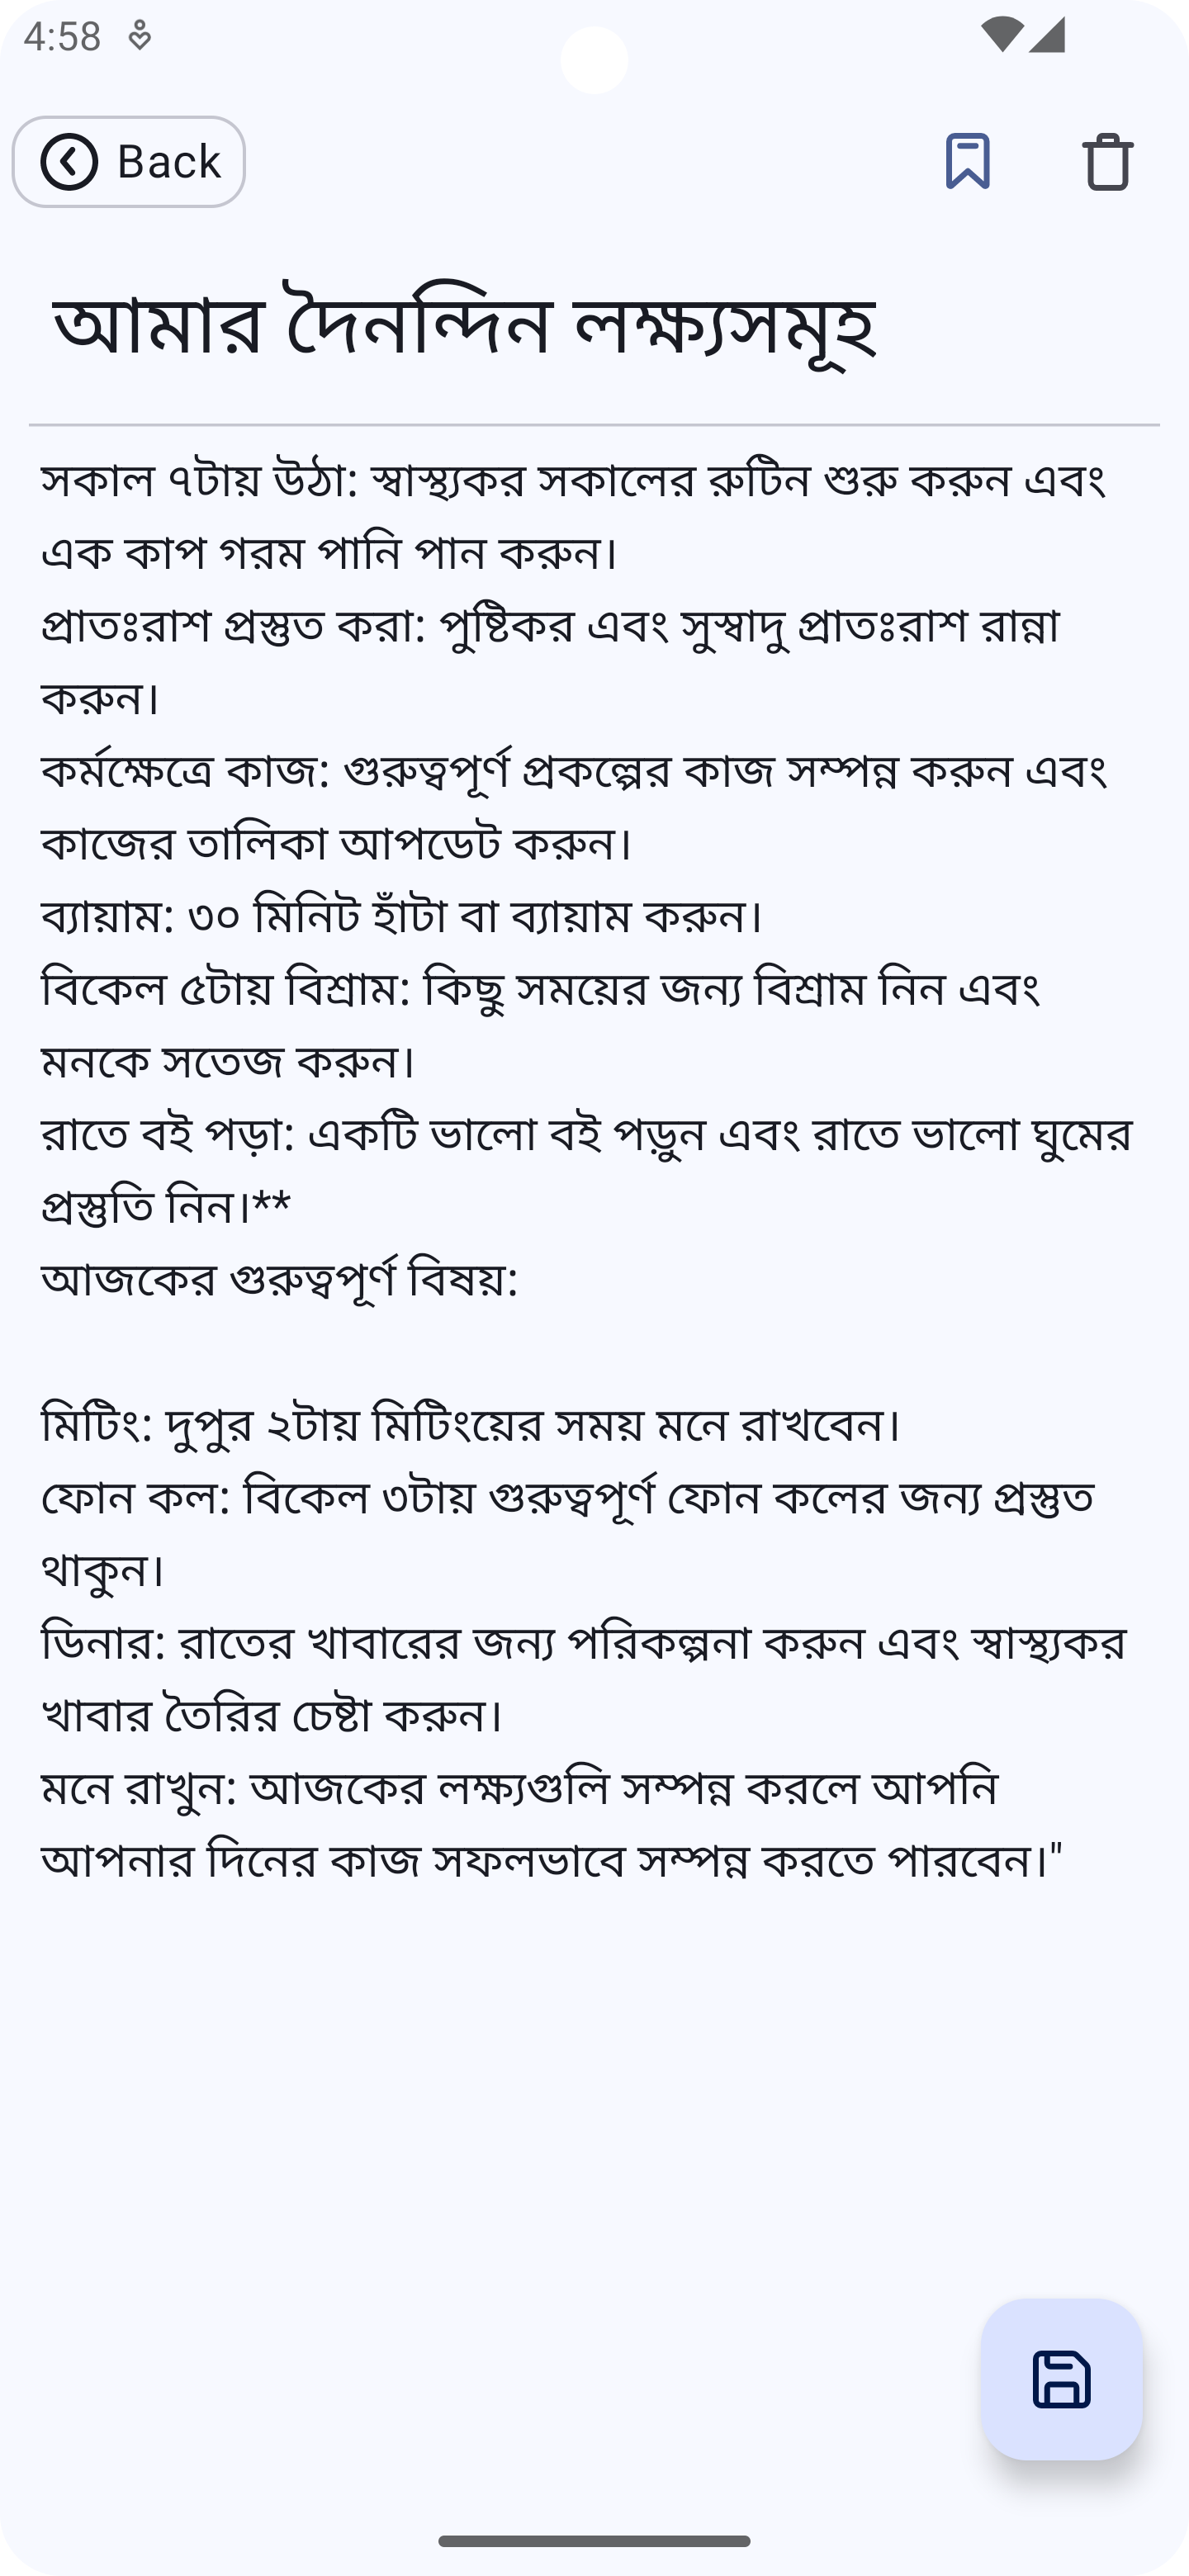 4:58
Back
আমার দৈনন্দিন লক্ষ্যসমূহ
সকাল ৭টায় উঠা: স্বাস্থ্যকর সকালের রুটিন শুরু করুন এবং
এক কাপ গরম পানি পান করুন।
প্রাতঃরাশ প্রস্তুত করা: পুষ্টিকর এবং সুস্বাদু প্রাতঃরাশ রান্না
করুন।
কর্মক্ষেত্রে কাজ: গুরুত্বপূর্ণ প্রকল্পের কাজ সম্পন্ন করুন এবং
কাজের তালিকা আপডেট করুন।
ব্যায়াম: ৩০ মিনিট হাঁটা বা ব্যায়াম করুন।
বিকেল ৫টায় বিশ্রাম: কিছু সময়ের জন্য বিশ্রাম নিন এবং
মনকে সতেজ করুন।
রাতে বই পড়া: একটি ভালো বই পড়ুন এবং রাতে ভালো ঘুমের
প্রস্তুতি নিন।**
আজকের গুরুত্বপূর্ণ বিষয়:
মিটিং: দুপুর ২টায় মিটিংয়ের সময় মনে রাখবেন।
ফোন কল: বিকেল ৩টায় গুরুত্বপূর্ণ ফোন কলের জন্য প্রস্তুত
থাকুন।
ডিনার: রাতের খাবারের জন্য পরিকল্পনা করুন এবং স্বাস্থ্যকর
খাবার তৈরির চেষ্টা করুন।
মনে রাখুন: আজকের লক্ষ্যগুলি সম্পন্ন করলে আপনি
আপনার দিনের কাজ সফলভাবে সম্পন্ন করতে পারবেন।"